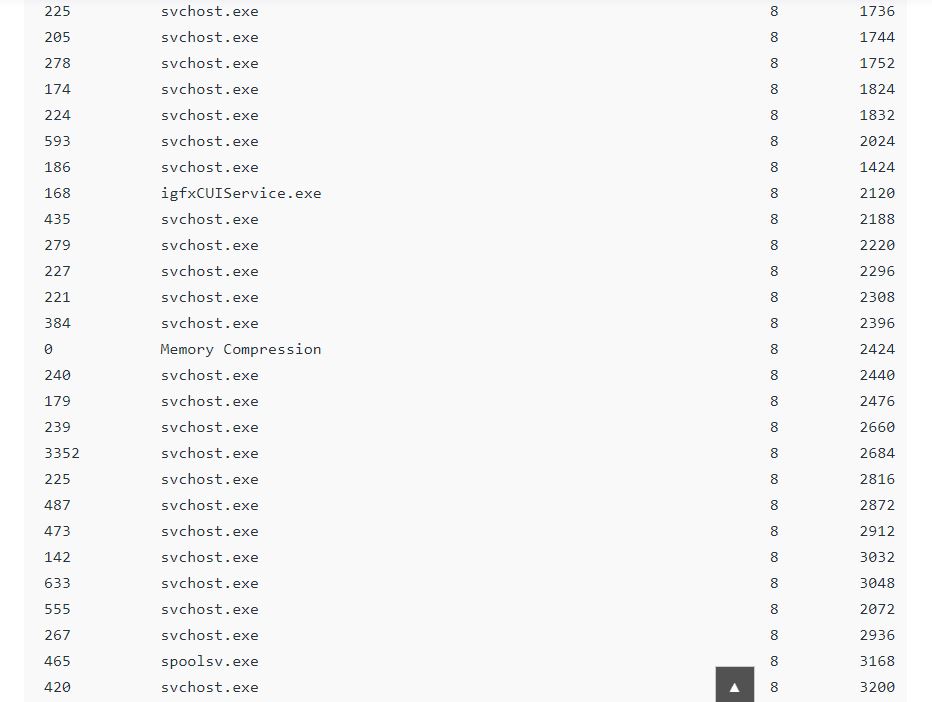 225 svchost.exe 8 1736
205 svchost.exe 8 1744
278 svchost.exe 8 1752
174 svchost.exe 8 1824
224 svchost.exe 8 1832
593 svchost.exe 8 2024
186 svchost.exe 8 1424
168 igfxCUIService.exe 8 2120
435 svchost.exe 8 2188
279 svchost.exe 8 2220
227 svchost.exe 8 2296
221 svchost.exe 8 2308
384 svchost.exe 8 2396
0 Memory Compression 8 2424
240 svchost.exe 8 2440
179 svchost.exe 8 2476
239 svchost.exe 8 2660
3352 svchost.exe 8 2684
225 svchost.exe 8 2816
487 svchost.exe 8 2872
473 svchost.exe 8 2912
142 svchost.exe 8 3032
633 svchost.exe 8 3048
555 svchost.exe 8 2072
267 svchost.exe 8 2936
465 spoolsv.exe 8 3168
420 svchost.exe 8 3200